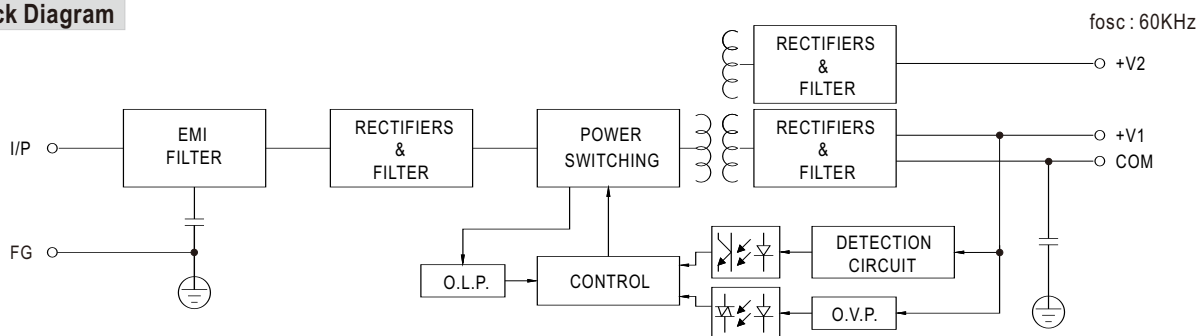 ck Diagram
fosc : 60KHz
RECTIFIERS
&
FILTER
+V2
I/P
EMI
FILTER
RECTIFIERS
&
FILTER
POWER
SWITCHING
RECTIFIERS
&
FILTER
+V1
COM
FG
O.L.P.
CONTROL
DETECTION
CIRCUIT
O.V.P.